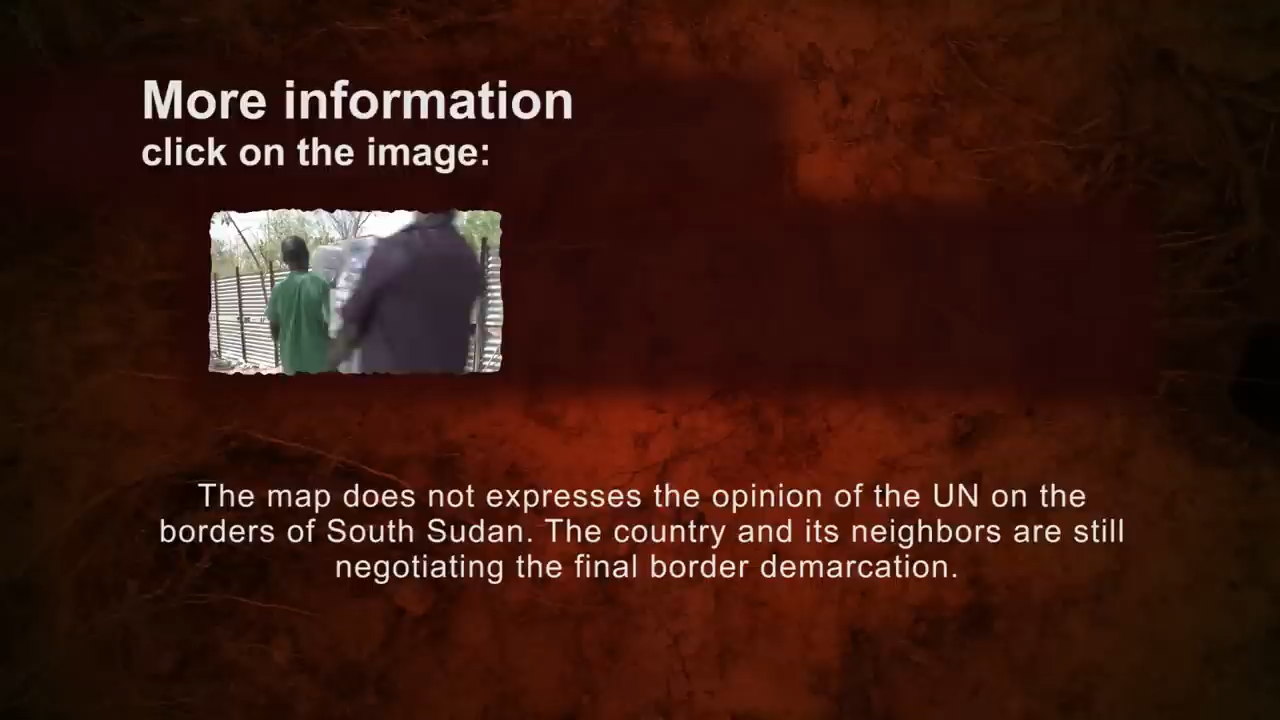 More information
click on the image:
The map does not expresses the opinion of the UN on the
borders of South Sudan. The country and its neighbors are still
negotiating the final border demarcation.